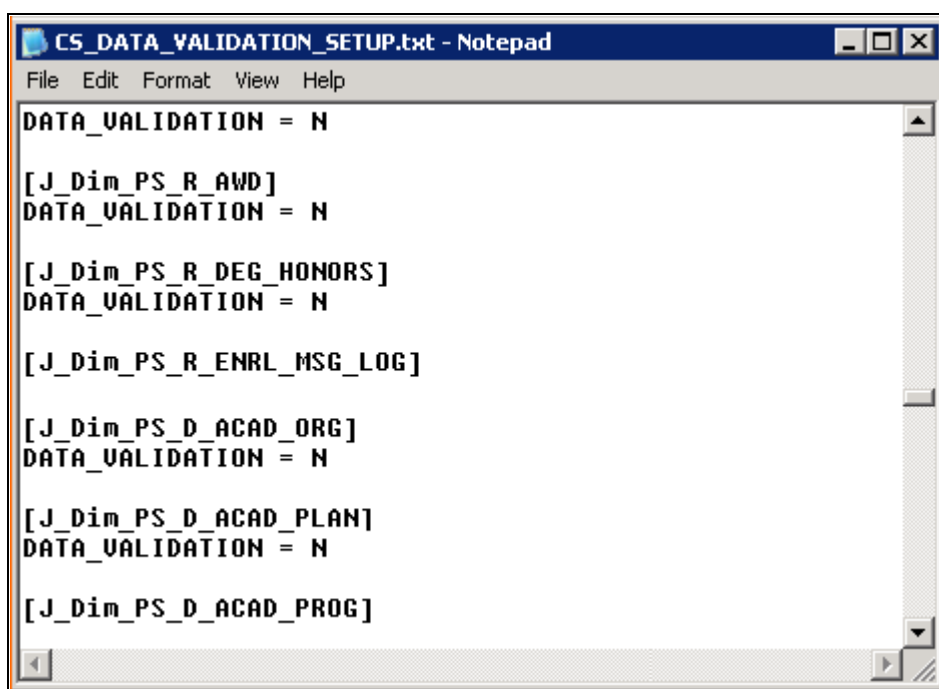 CS_DATA_VALIDATION_SETUP.txt - Notepad
File Edit Format View Help
DATA_VALIDATION = N
[J_Dim_PS_R_AWD]
DATA_VALIDATION = N
[J_Dim_PS_R_DEG_HONORS]
DATA_VALIDATION = N
[J_Dim_PS_R_ENRL_MSG_LOG]
[J_Dim_PS_D_ACAD_ORG]
DATA_VALIDATION = N
[J_Dim_PS_D_ACAD_PLAN]
DATA_VALIDATION = N
[J_Dim_PS_D_ACAD_PROG]